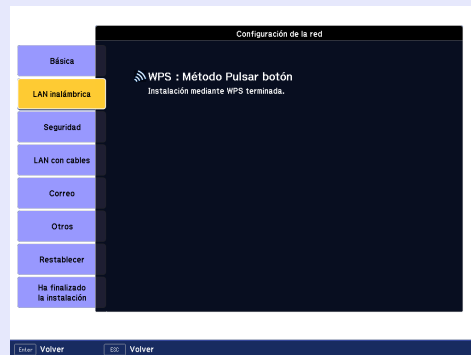 Configuración de la red
Básica
LAN inalámbrica
Seguridad
LAN con cables
Correo
Otros
Restablecer
Ha finalizado
la instalación
WPS : Método Pulsar botón
Instalación mediante WPS terminada.
Enter Volver
ESC Volver